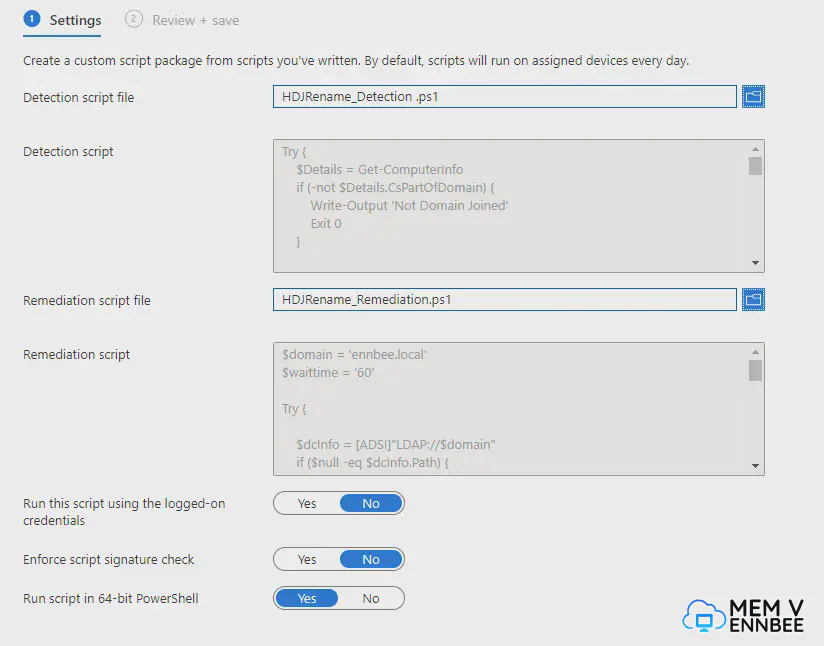 1 Settings 2 Review + save
Create a custom script package from scripts you've written. By default, scripts will run on assigned devices every day.
Detection script file HDJRename_Detection .ps1
Detection script
Try {
$Details = Get-ComputerInfo
if (-not $Details.CsPartOfDomain) {
Write-Output 'Not Domain Joined'
Exit 0
}
Remediation script file HDJRename_Remediation.ps1
Remediation script
$domain = 'ennbee.local'
$waittime = '60'
Try {
$dcInfo = [ADSI]"LDAP://$domain"
if ($null -eq $dcInfo.Path) {
Run this script using the logged-on
credentials
Yes No
Enforce script signature check Yes No
Run script in 64-bit PowerShell Yes No
MEM V
ENNBEE